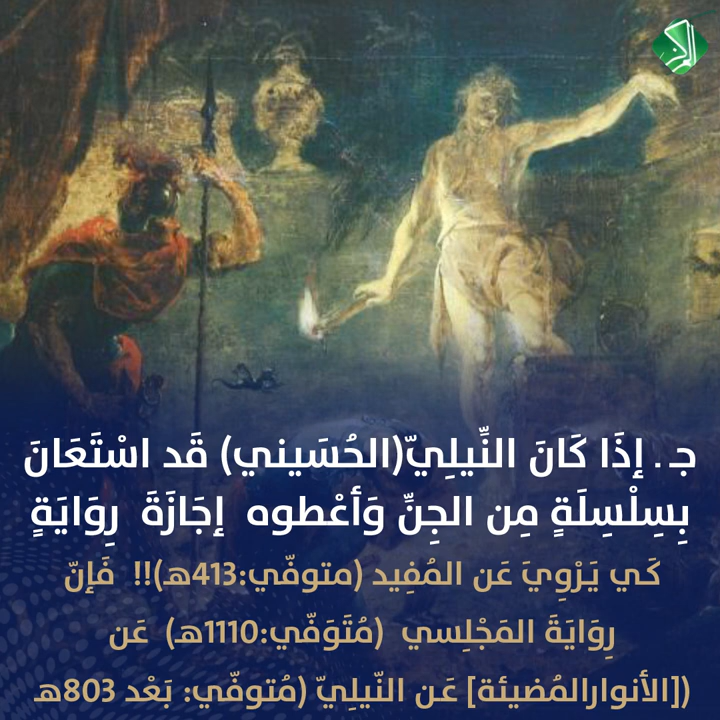 جـ . إِذَا كَانَ النِّيلِيّ(الحُسَيني) قَد اسْتَعَانَ
بِسِلْسِلَةٍ مِن الجِنِّ وَأعْطوه إجَازَةَ رِوَايَةٍ
كَي يَرْوِيَ عَن المُفِيد (متوفّي:413هـ)!! فَإنّ
رِوَايَةَ المَجْلِسي (مُتَوَفّي:1110هـ) عَن
([الأنوارالمُضيئة] عَن النّيلِيّ (مُتوفّي: بَعْد 803هـ